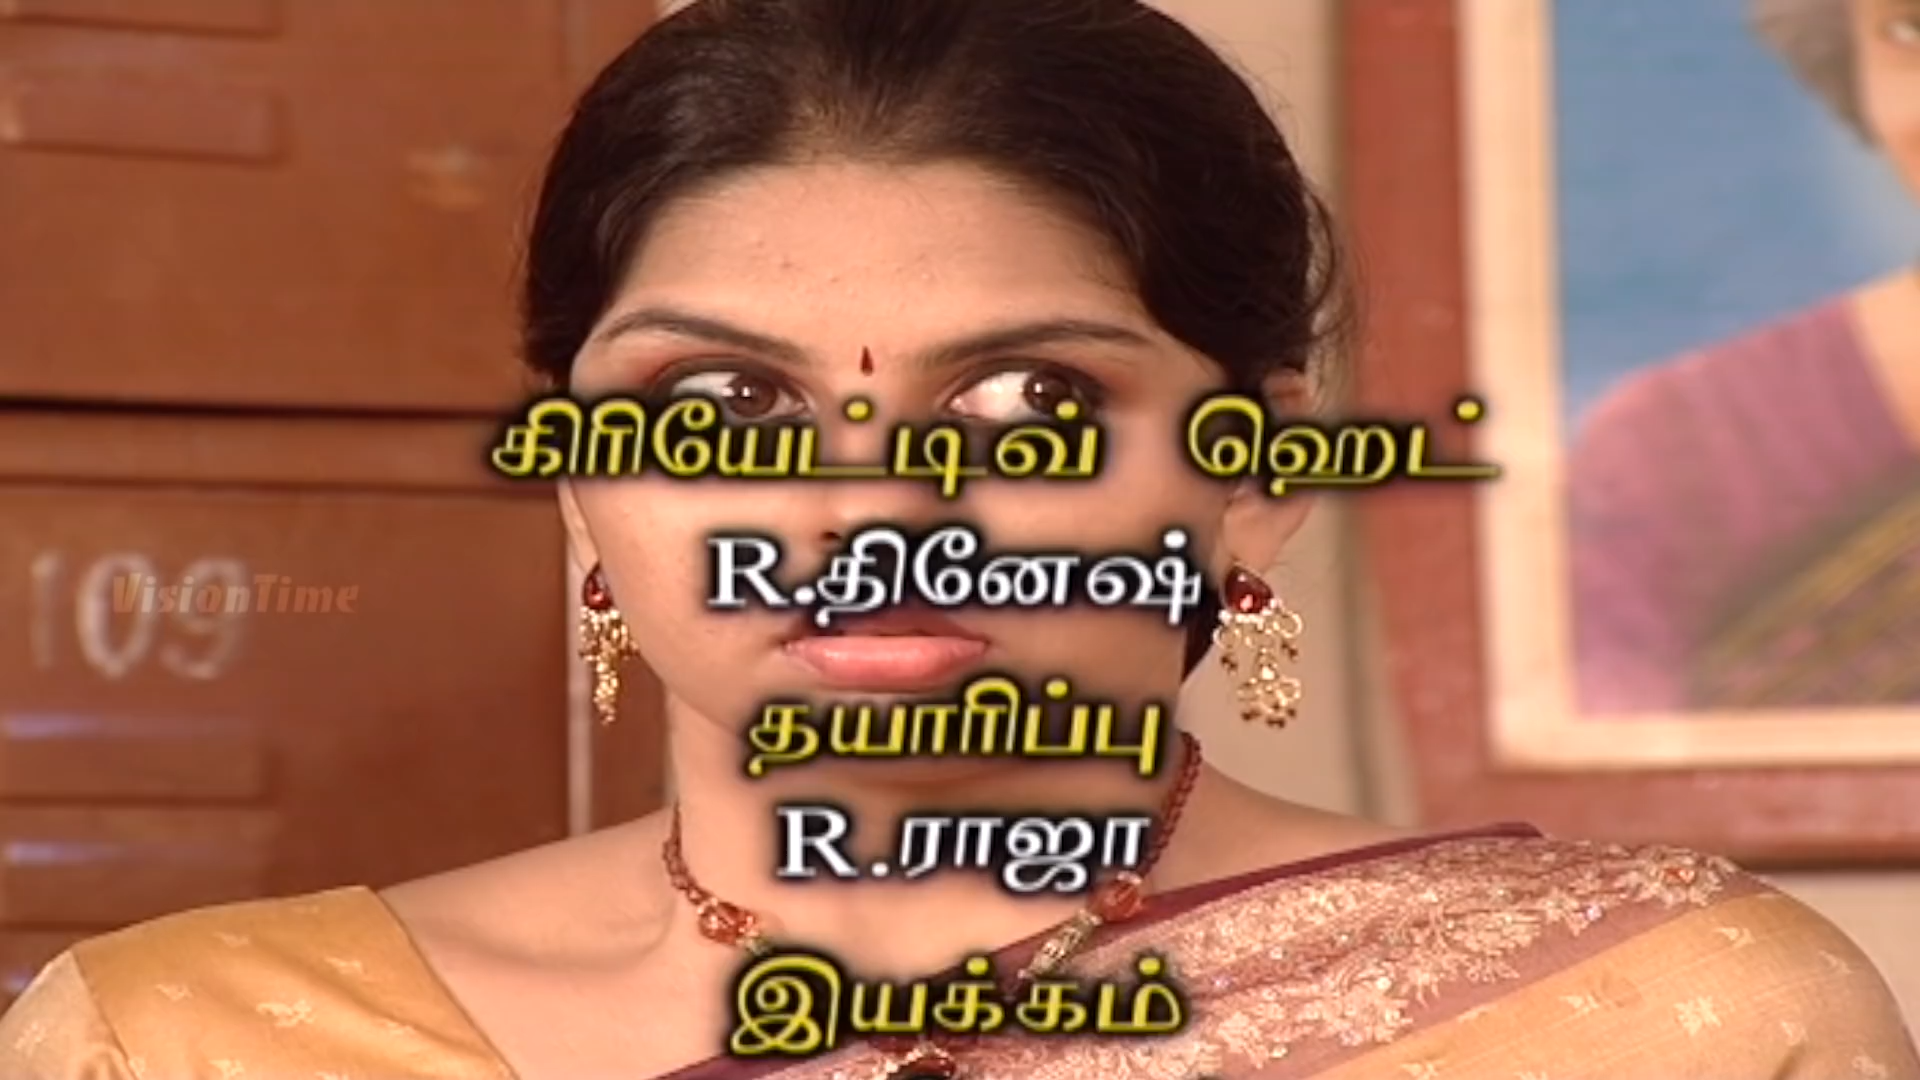 கிரியேட்டிவ் ஹெட்
R.தினேஷ்
109
VisionTime
தயாரிப்பு
R.ராஜா
இயக்கம்